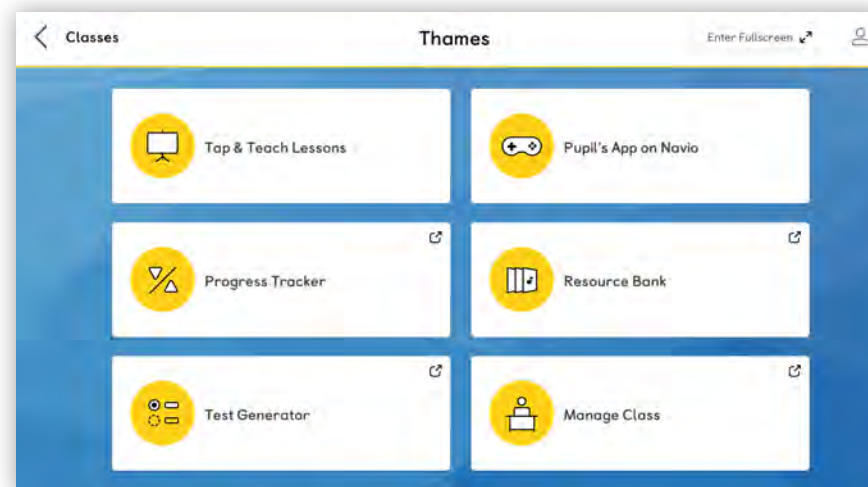 Classes
Thames
Enter Fullscreen
Tap & Teach Lessons
Pupil's App on Navio
Progress Tracker
Resource Bank
Test Generator
Manage Class